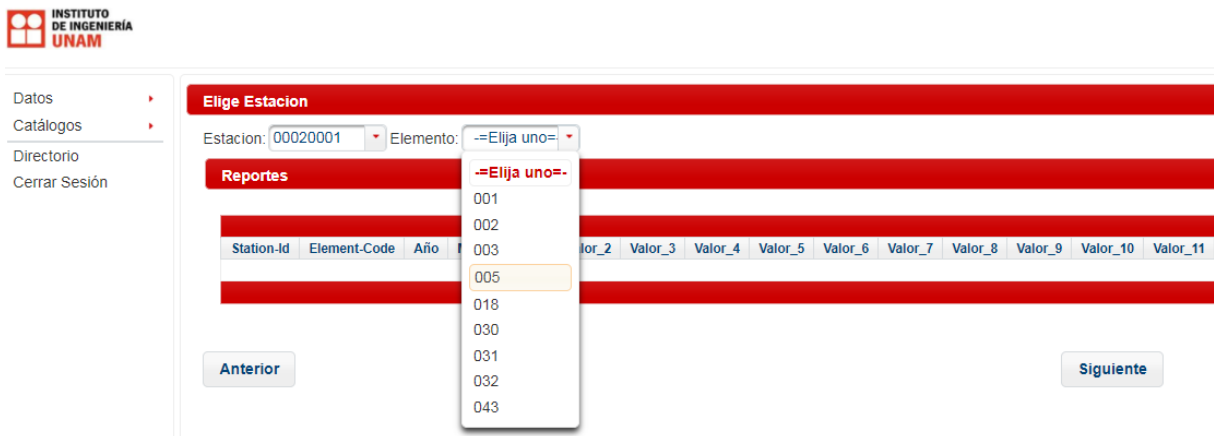 INSTITUTO
DE INGENIERÍA
UNAM
Datos
Catálogos
Directorio
Cerrar Sesión
Elige Estacion
Estacion: 00020001 Elemento: -=Elija uno=
Reportes
-=Elija uno=-
001
002
003
005
018
030
031
032
043
Station-Id Element-Code Año lor_2 Valor_3 Valor_4 Valor_5 Valor_6 Valor_7 Valor_8 Valor_9 Valor_10 Valor_11
Anterior Siguiente